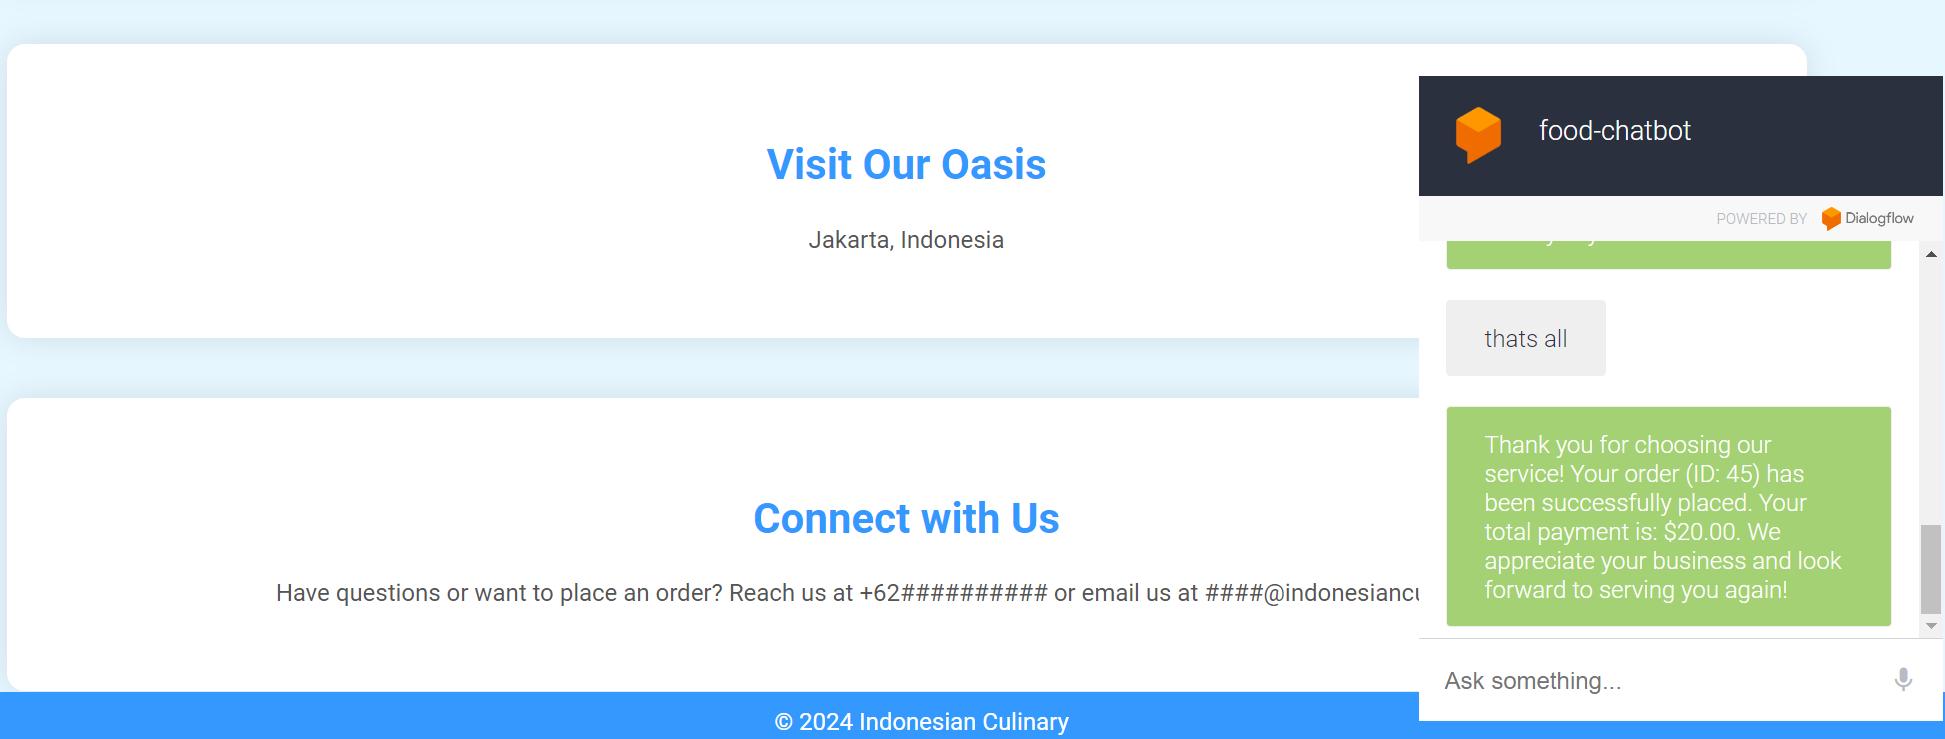 Visit Our Oasis
Jakarta, Indonesia
Connect with Us
Have questions or want to place an order? Reach us at +62########## or email us at ####@indonesiancu
© 2024 Indonesian Culinary
food-chatbot
POWERED BY Dialogflow
thats all
Thank you for choosing our
service! Your order (ID: 45) has
been successfully placed. Your
total payment is: $20.00. We
appreciate your business and look
forward to serving you again!
Ask something...